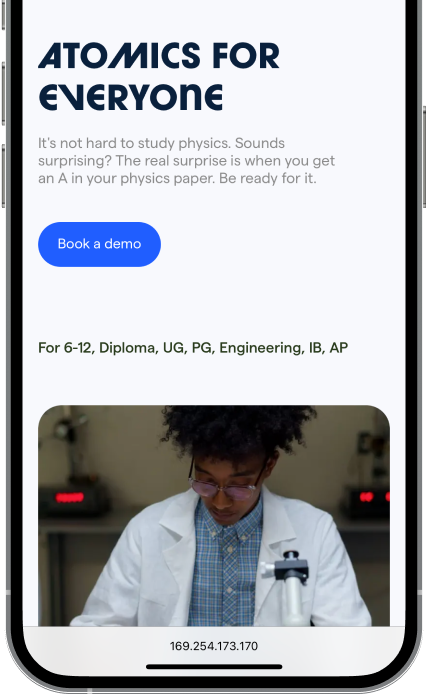 ATOMICS FOR
EVERYONE
It's not hard to study physics. Sounds
surprising? The real surprise is when you get
an A in your physics paper. Be ready for it.
Book a demo
For 6-12, Diploma, UG, PG, Engineering, IB, AP
169.254.173.170